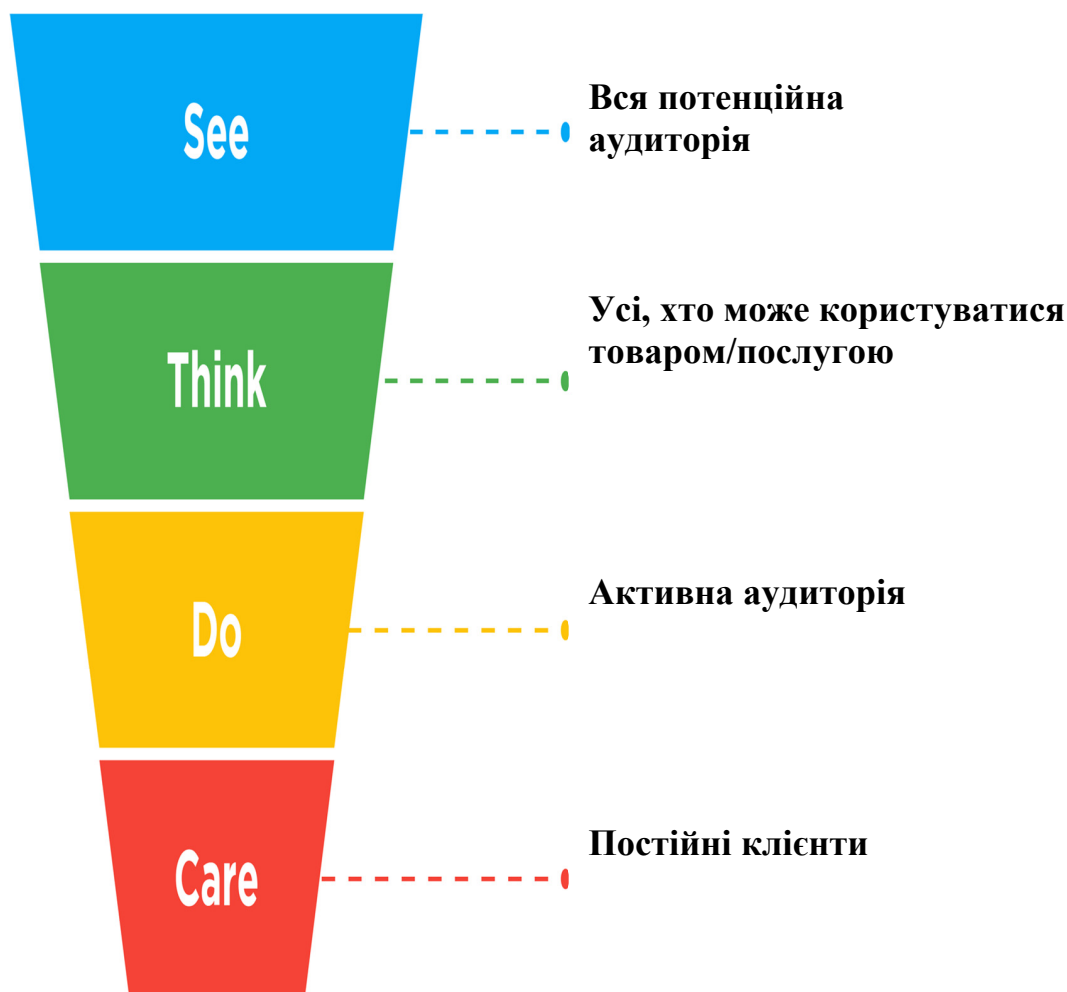 See
Вся потенційна
аудиторія
Think
Усі, хто може користуватися
товаром/послугою
Do
Активна аудиторія
Care
Постійні клієнти